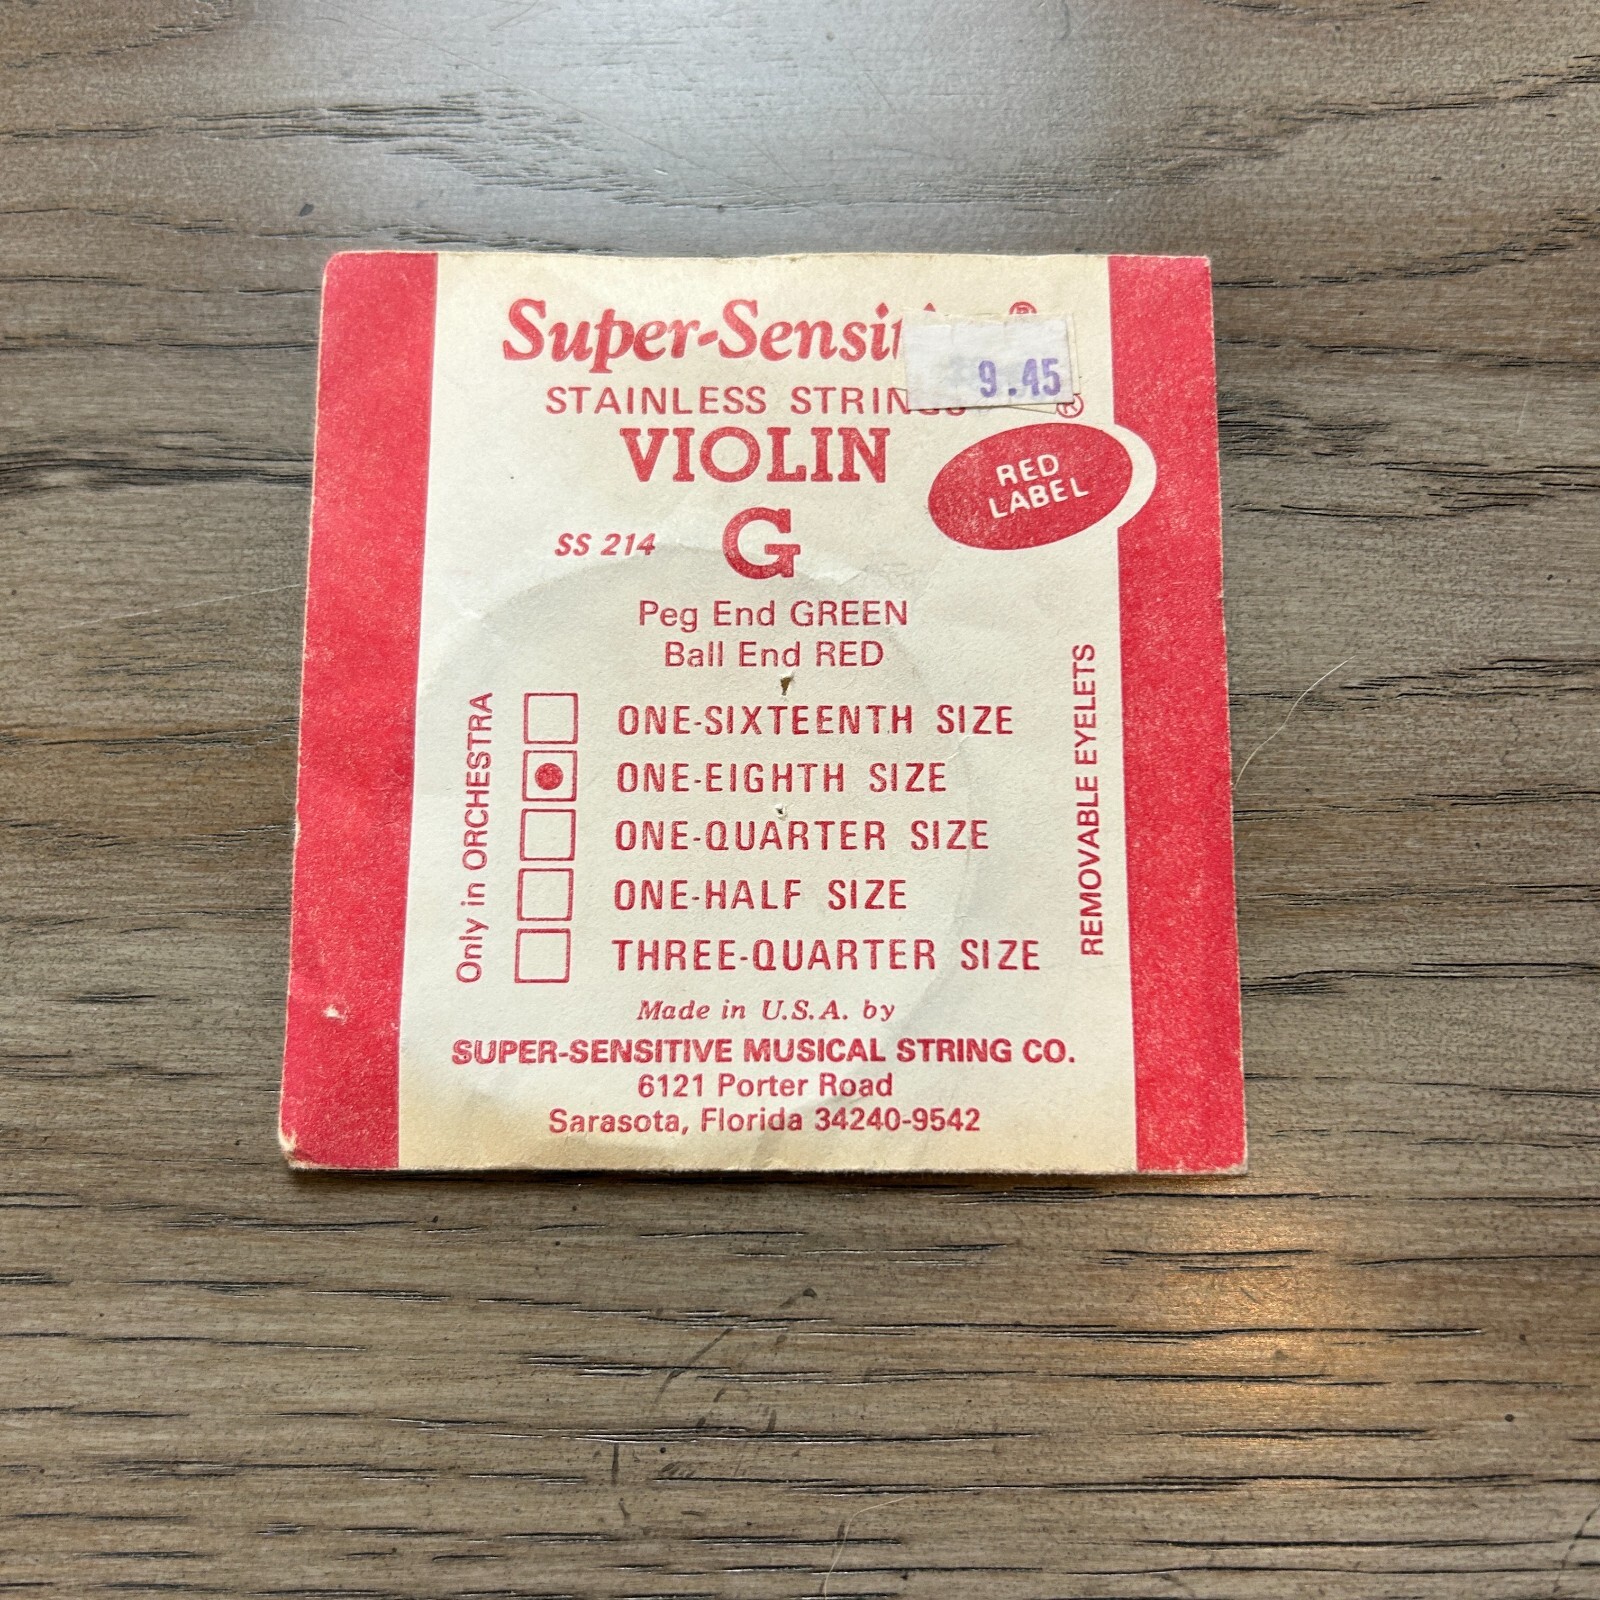 Super-Sensi ®
9.45
STAINLESS STRINGS ®
VIOLIN
RED
LABEL
SS 214 G
Peg End GREEN
Ball End RED
Only in ORCHESTRA
ONE-SIXTEENTH SIZE
ONE-EIGHTH SIZE
ONE-QUARTER SIZE
ONE-HALF SIZE
THREE-QUARTER SIZE
REMOVABLE EYELETS
Made in U.S.A. by
SUPER-SENSITIVE MUSICAL STRING CO.
6121 Porter Road
Sarasota, Florida 34240-9542